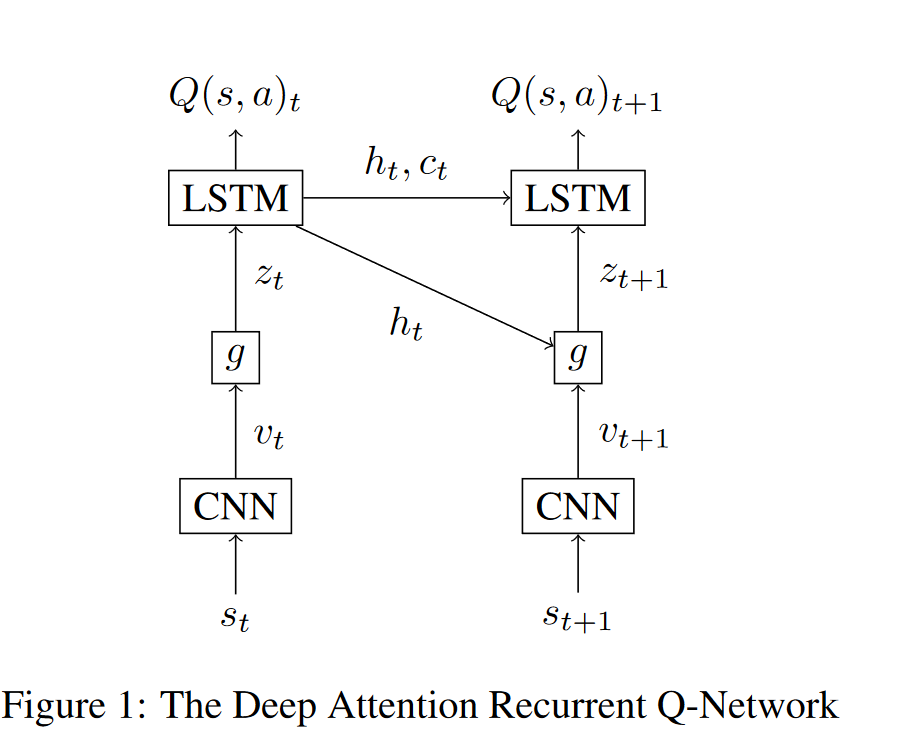 Q(s, a)_t Q(s, a)_{t+1}
h_t, c_t
LSTM LSTM
z_t z_{t+1}
h_t
g g
v_t v_{t+1}
CNN CNN
s_t s_{t+1}
Figure 1: The Deep Attention Recurrent Q-Network